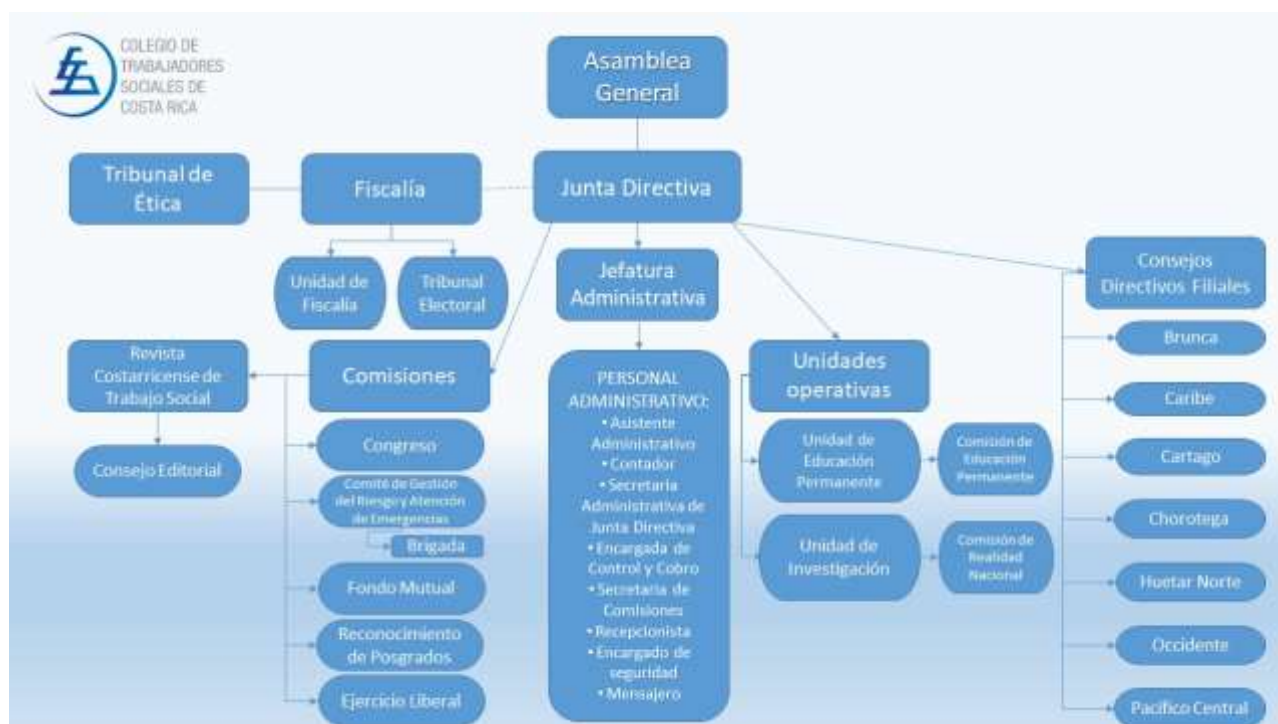 COLEGIO DE
TRABAJADORES
SOCIALES DE
COSTA RICA
Asamblea
General
Tribunal de
Ética
Fiscalía
Junta Directiva
Unidad de
Fiscalía
Tribunal
Electoral
Jefatura
Administrativa
Consejos
Directivos Filiales
Revista
Costarricense de
Trabajo Social
Consejo Editorial
Comisiones
Congreso
Comité de Gestión
del Riesgo y Atención
de Emergencias
Brigada
Fondo Mutual
Reconocimiento
de Posgrados
Ejercicio Liberal
PERSONAL
ADMINISTRATIVO:
• Asistente
Administrativo
• Contador
• Secretaria
Administrativa de
Junta Directiva
• Encargada de
Control y Cobro
• Secretaria de
Comisiones
• Recepcionista
• Encargado de
seguridad
• Mensajero
Unidades
operativas
Unidad de
Educación
Permanente
Comisión de
Educación
Permanente
Unidad de
Investigación
Comisión de
Realidad
Nacional
Brunca
Caribe
Cartago
Chorotega
Huetar Norte
Occidente
Pacífico Central